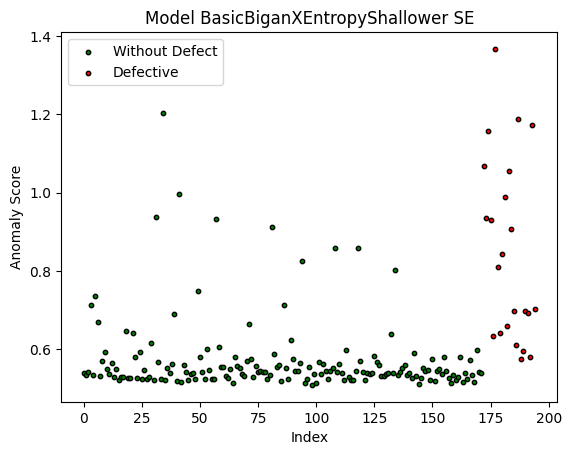 Model BasicBiganXEntropyShallower SE
Without Defect
Defective
1.4
1.2
1.0
0.8
0.6
Anomaly Score
0 25 50 75 100 125 150 175 200
Index